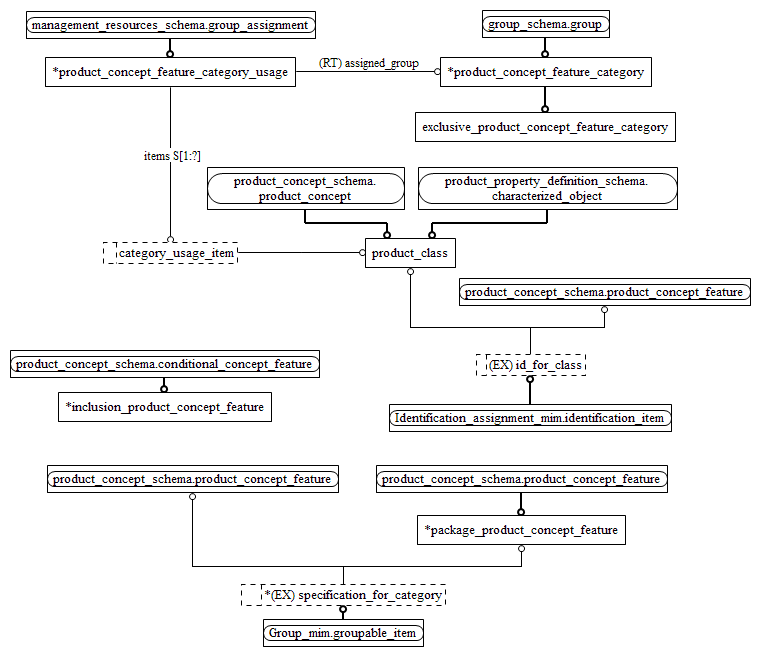 management_resources_schema.group_assignment
group_schema.group
*product_concept_feature_category_usage
(RT) assigned_group
*product_concept_feature_category
exclusive_product_concept_feature_category
items S[1:?]
product_concept_schema.
product_concept
product_property_definition_schema.
characterized_object
category_usage_item
product_class
product_concept_schema.product_concept_feature
product_concept_schema.conditional_concept_feature
(EX) id_for_class
*inclusion_product_concept_feature
Identification_assignment_mim.identification_item
product_concept_schema.product_concept_feature
product_concept_schema.product_concept_feature
*package_product_concept_feature
*(EX) specification_for_category
Group_mim.groupable_item